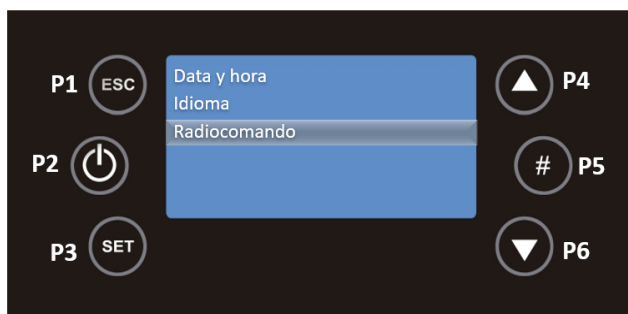 P1 ESC
Data y hora
Idioma
Radiocomando
P2
P3 SET
P4
# P5
P6